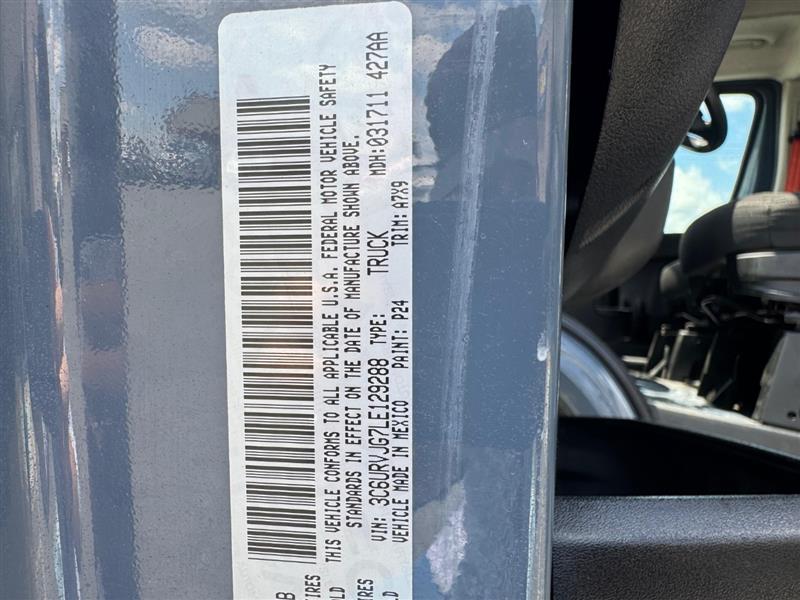 THIS VEHICLE CONFORMS TO ALL APPLICABLE U.S.A. FEDERAL MOTOR VEHICLE SAFETY
STANDARDS IN EFFECT ON THE DATE OF MANUFACTURE SHOWN ABOVE.
VIN: 3C6URVJG7LE129288 TYPE: TRUCK MDH:031711 427AA
VEHICLE MADE IN MEXICO PAINT: P24 TRIM: A7X9